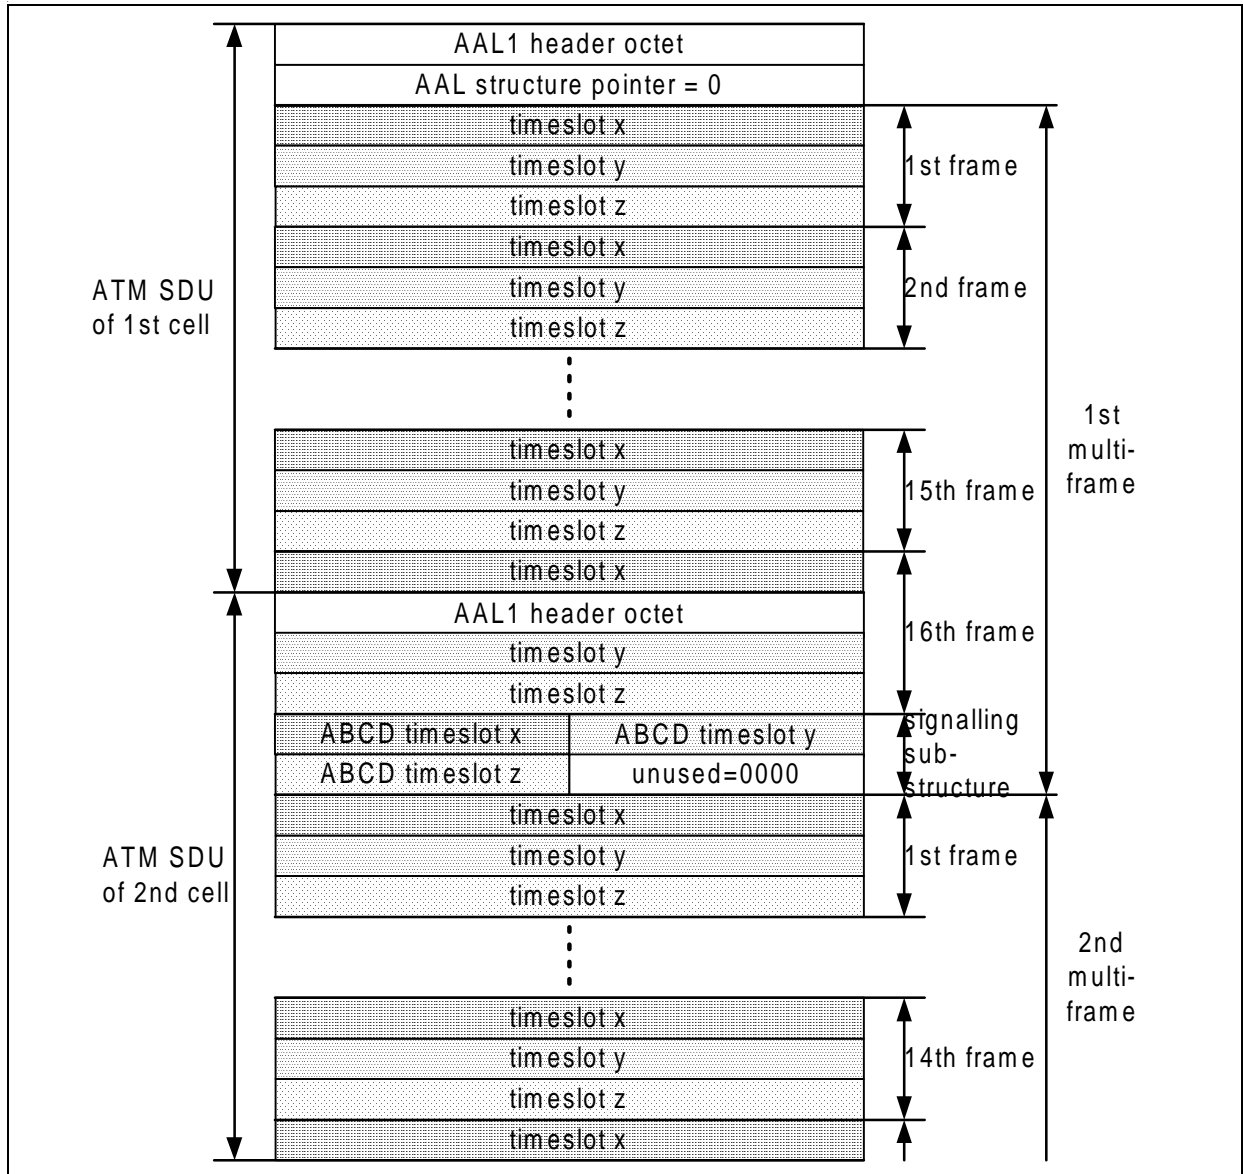 AAL1 header octet
AAL structure pointer = 0
timeslot x
timeslot y
1st frame
timeslot z
timeslot x
timeslot y
2nd frame
timeslot z
ATM SDU
of 1st cell
1st
multi-
frame
timeslot x
timeslot y
15th frame
timeslot z
timeslot x
AAL1 header octet
16th frame
timeslot y
timeslot z
ABCD timeslot x
ABCD timeslot y
ABCD timeslot z
unused=0000
signalling
sub-
structure
timeslot x
timeslot y
1st frame
timeslot z
ATM SDU
of 2nd cell
2nd
multi-
frame
timeslot x
timeslot y
14th frame
timeslot z
timeslot x